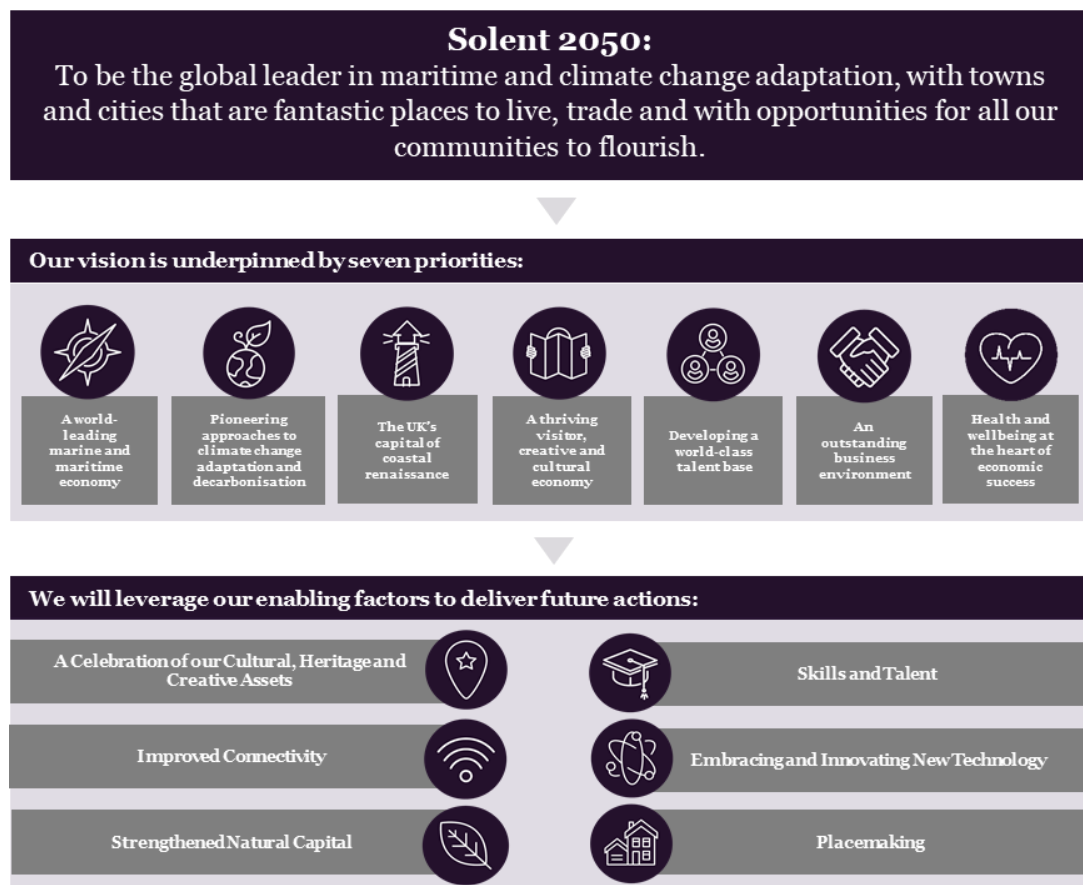 Solent 2050:
To be the global leader in maritime and climate change adaptation, with towns
and cities that are fantastic places to live, trade and with opportunities for all our
communities to flourish.
Our vision is underpinned by seven priorities:
A world-
leading
marine and
maritime
economy
Pioneering
approaches to
climate change
adaptation and
decarbonisation
The UK's
capital of
coastal
renaissance
A thriving
visitor,
creative and
cultural
economy
Developing a
world-class
talent base
An
outstanding
business
environment
Health and
wellbeing at
the heart of
economic
success
We will leverage our enabling factors to deliver future actions:
A Celebration of our Cultural, Heritage and
Creative Assets
Skills and Talent
Improved Connectivity
Embracing and Innovating New Technology
Strengthened Natural Capital
Placemaking